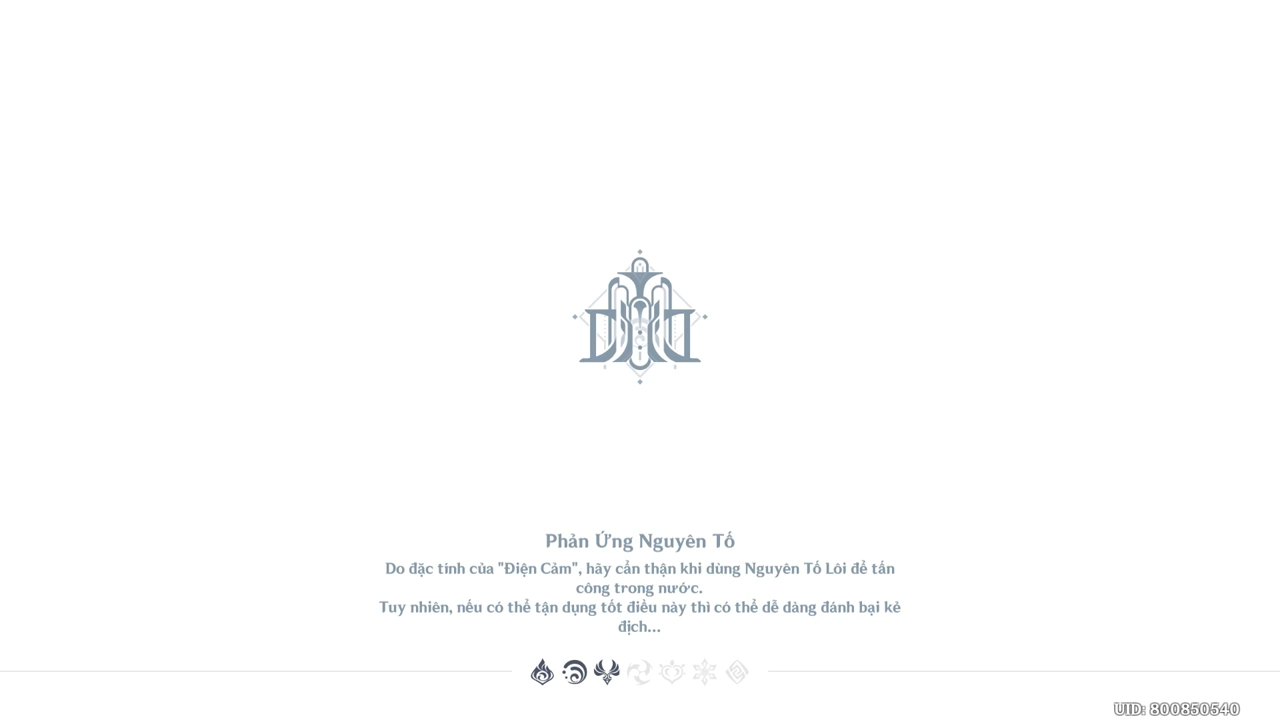 Phản Ứng Nguyên Tố
Do đặc tính của "Điện Cảm", hãy cẩn thận khi dùng Nguyên Tố Lôi để tấn
công trong nước.
Tuy nhiên, nếu có thể tận dụng tốt điều này thì có thể dễ dàng đánh bại kẻ
địch...
UID: 800850540